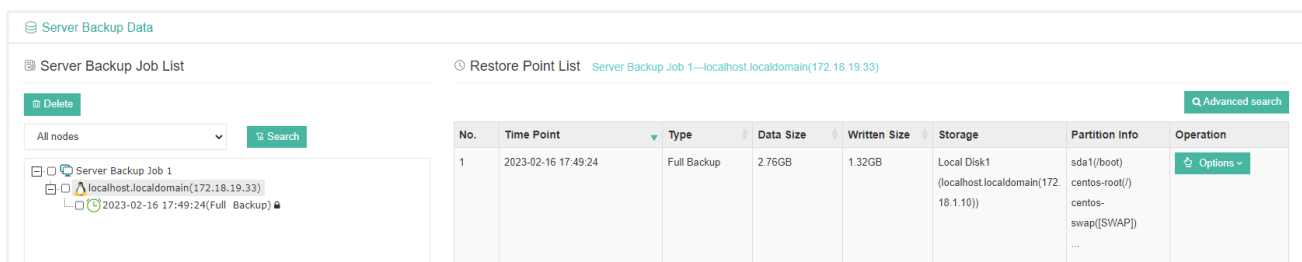 Server Backup Data
Server Backup Job List
Delete
All nodes
Search
Server Backup Job 1
localhost.localdomain(172.18.19.33)
2023-02-16 17:49:24(Full Backup)
Restore Point List Server Backup Job 1---localhost.localdomain(172.18.19.33)
Advanced search
No. Time Point Type Data Size Written Size Storage Partition Info Operation
1 2023-02-16 17:49:24 Full Backup 2.76GB 1.32GB Local Disk1 sda1(/boot) Options
(localhost.localdomain(172. centos-root(/)
18.1.10)) centos-
swap([SWAP])
...